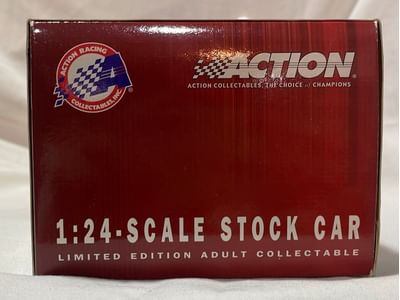 ACTION RACING
COLLECTABLES, INC.
ACTION®
ACTION COLLECTABLES, THE CHOICE OF CHAMPIONS
1:24-SCALE STOCK CAR
LIMITED EDITION ADULT COLLECTABLE